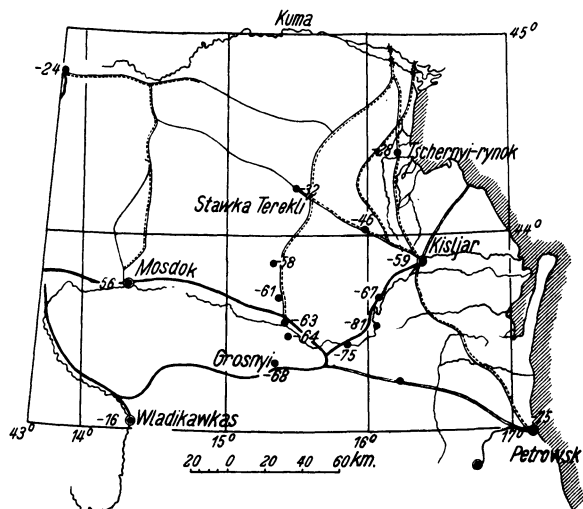 Kuma
45°
-24
-28 Tschernyi-rynok
-32
Stawka Terekli
-46
44°
-58
-59 Kisljar
Mosdok
56
-61
-67
-63
-81
-64
-75
Grosnyi
-68
-16 Wladikawkas
-75
43° 14° 15° 16° 17°
Petrowsk
20 0 20 40 60 km.